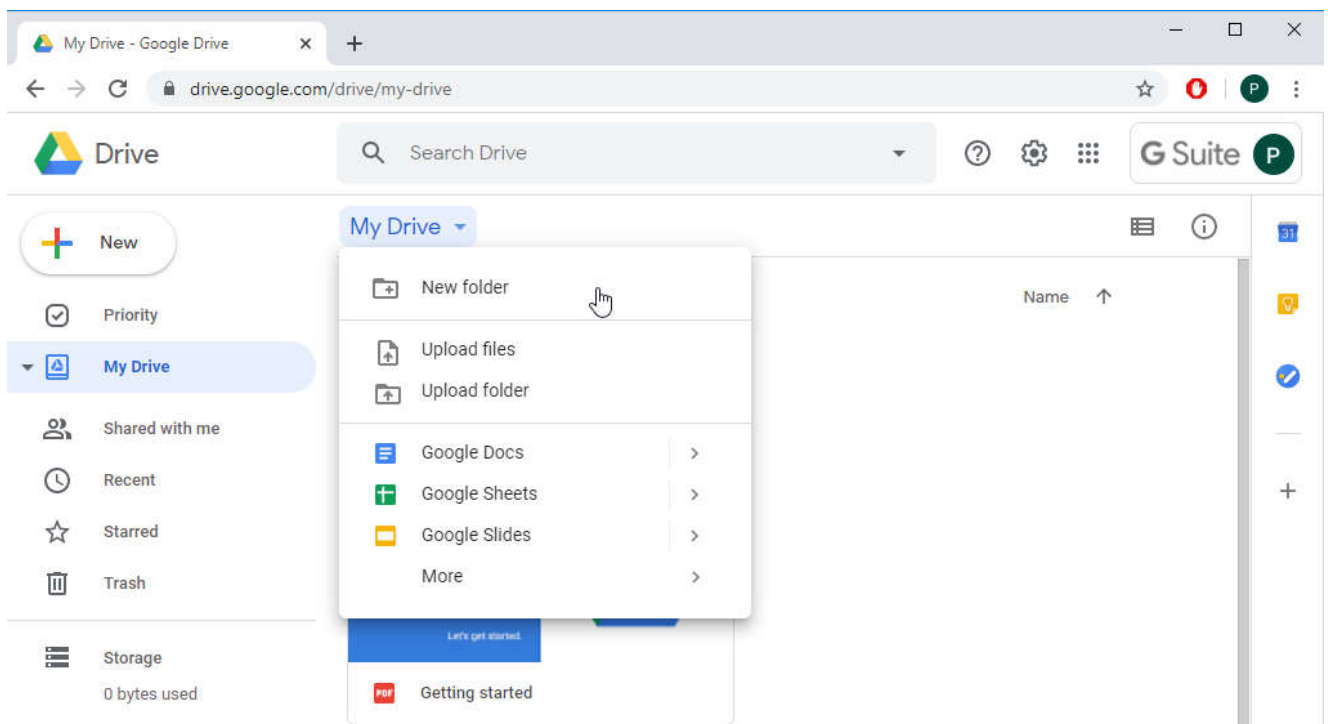 My Drive - Google Drive
drive.google.com/drive/my-drive
P
Drive
Search Drive
G Suite
P
New
My Drive
31
New folder
Name
Priority
Upload files
My Drive
Upload folder
Shared with me
Google Docs
Recent
Google Sheets
Starred
Google Slides
Trash
More
Let's get started.
Storage
0 bytes used
PDF
Getting started